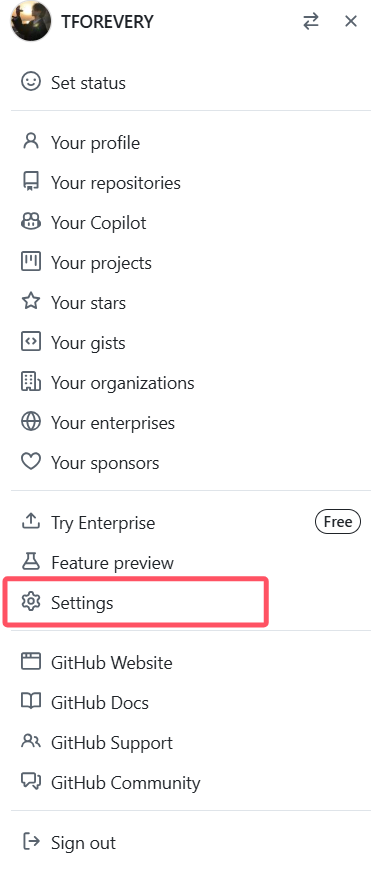 TFOREVERY
Set status
Your profile
Your repositories
Your Copilot
Your projects
Your stars
Your gists
Your organizations
Your enterprises
Your sponsors
Try Enterprise Free
Feature preview
Settings
GitHub Website
GitHub Docs
GitHub Support
GitHub Community
Sign out